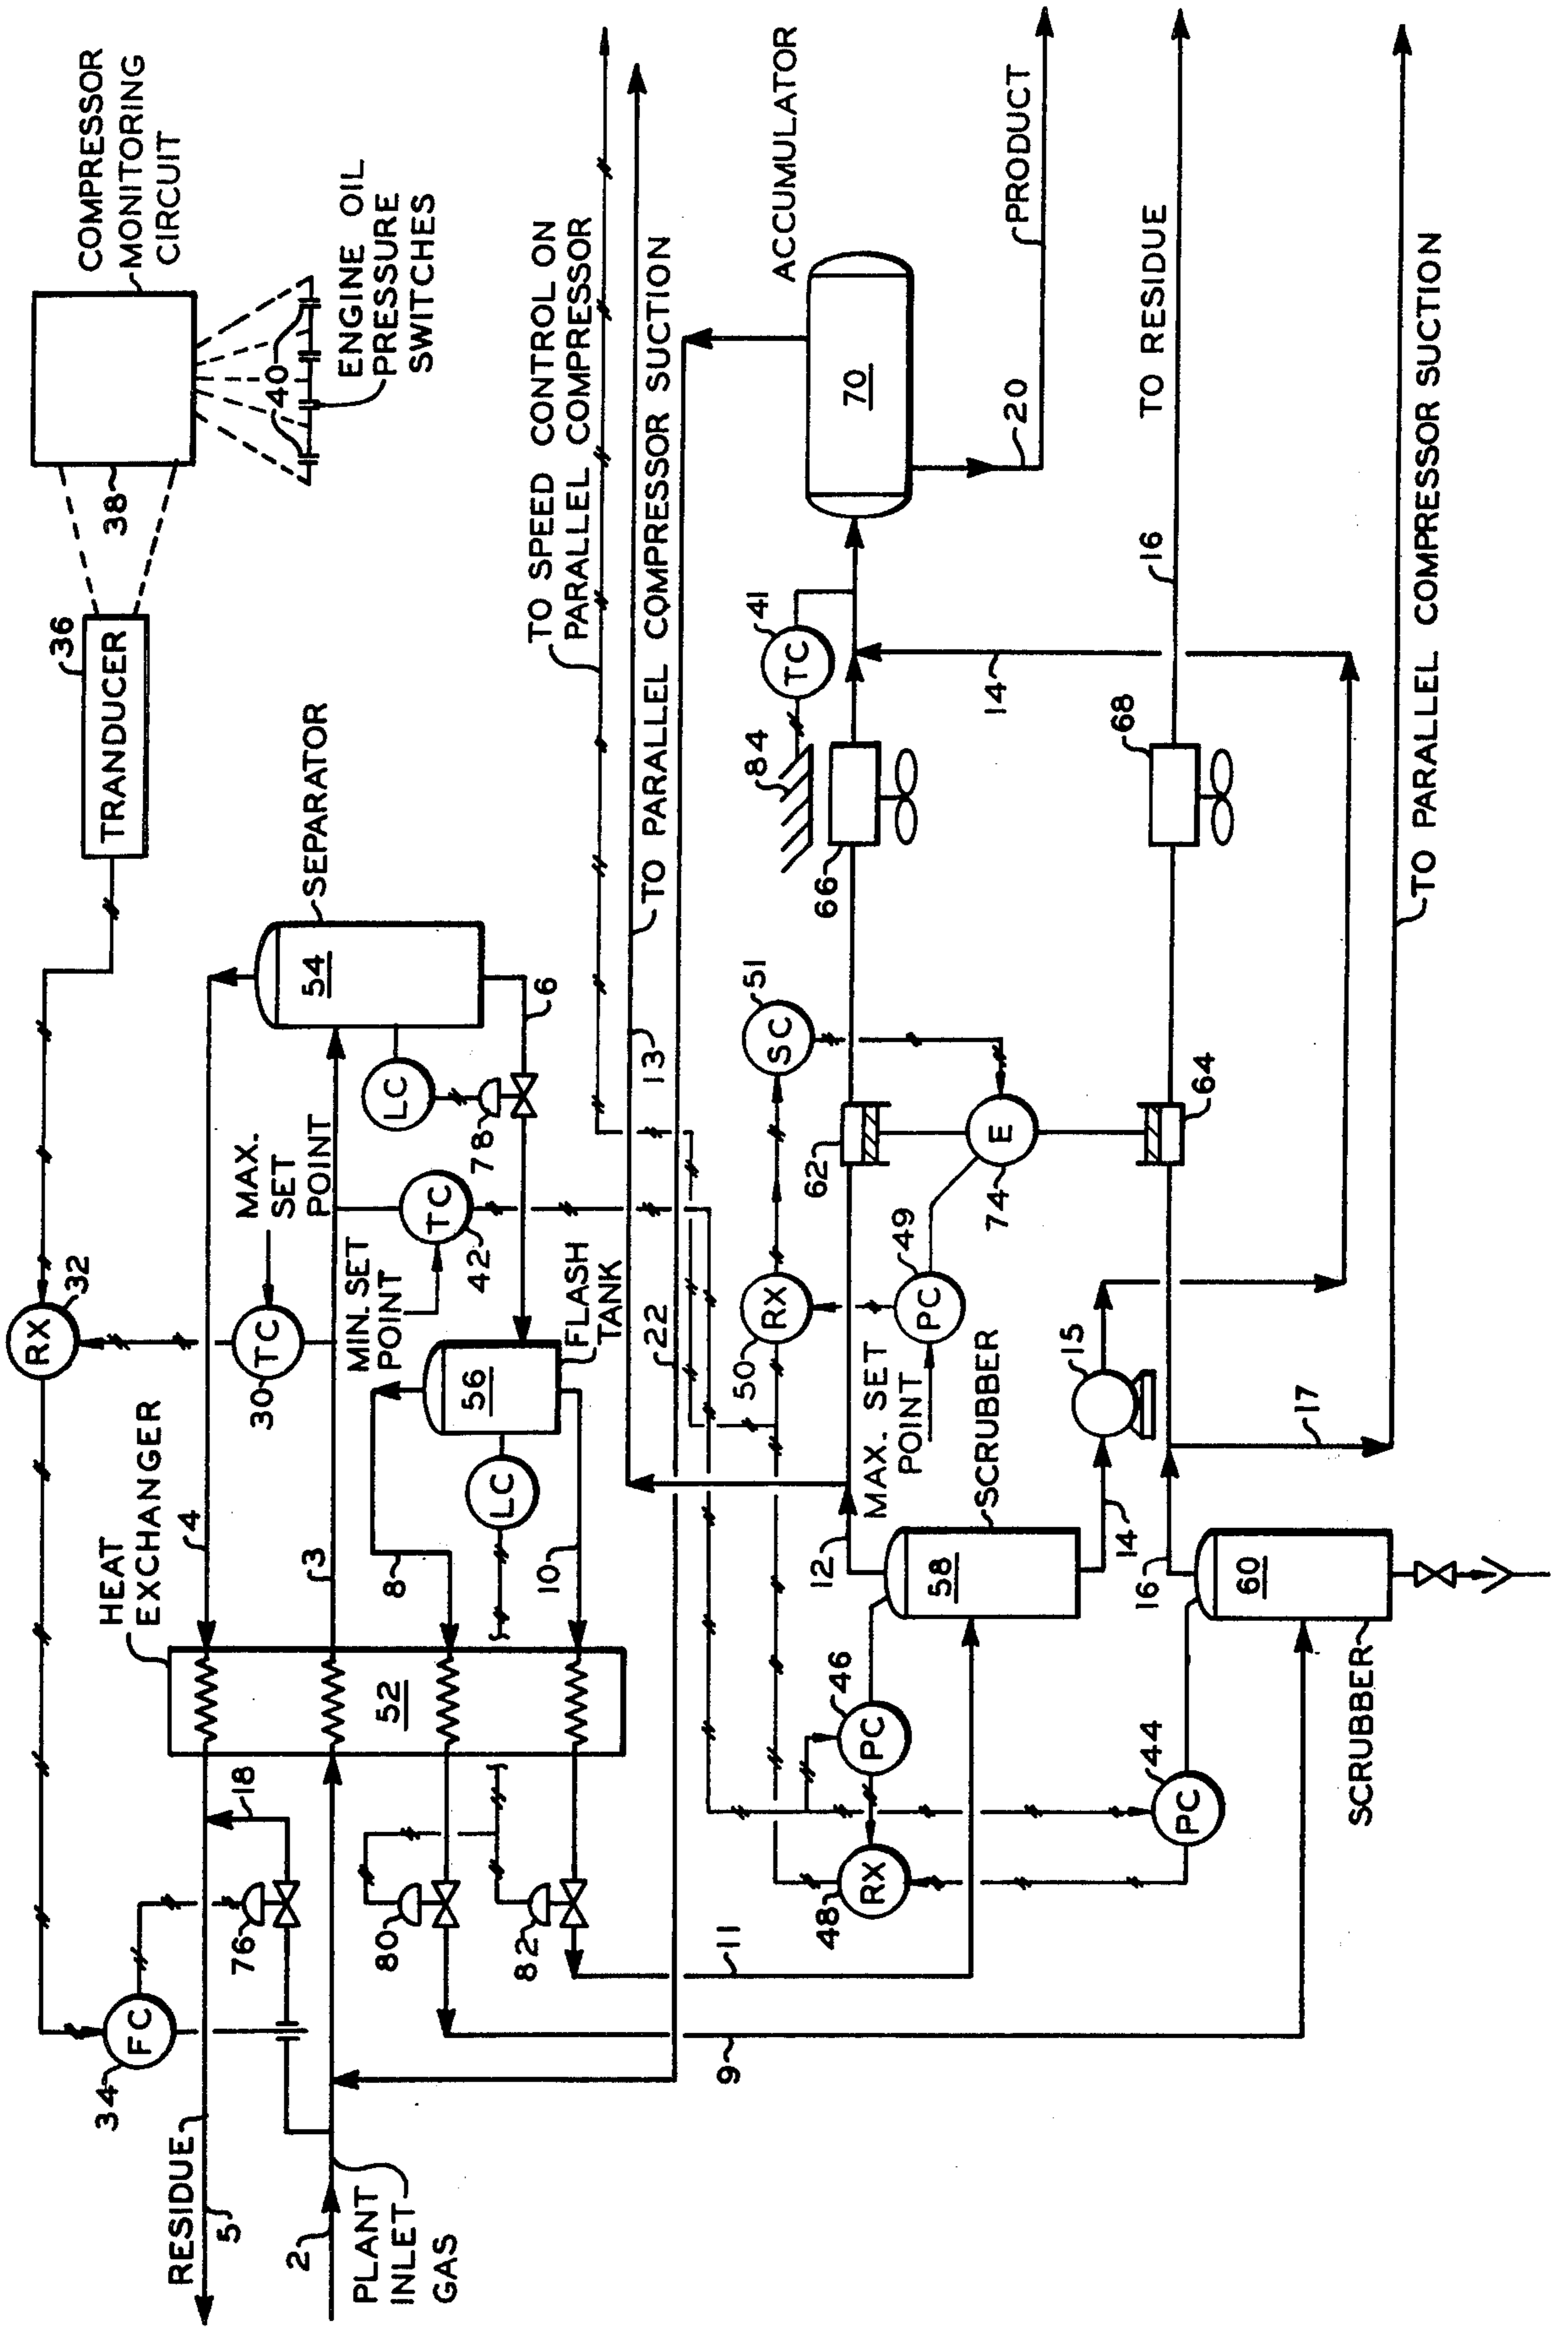 COMPRESSOR
MONITORING
CIRCUIT
38
40
ENGINE OIL
PRESSURE
SWITCHES
36
TRANDUCER
RX
32
MAX.
SET
POINT
TC
30
SEPARATOR
54
LC
78
6
MIN. SET
POINT
TC
42
FLASH
TANK
56
LC
HEAT
EXCHANGER
4
3
8
10
52
FC
34
76
18
80
82
RESIDUE
5
2
PLANT
INLET
GAS
TO SPEED CONTROL ON
PARALLEL COMPRESSOR
TO PARALLEL COMPRESSOR SUCTION
13
22
9
11
ACCUMULATOR
70
20
PRODUCT
TC
41
84
66
SC
51
62
RX
50
PC
49
MAX. SET
POINT
E
74
64
68
14
16
TO RESIDUE
12
SCRUBBER
58
14
15
17
TO PARALLEL COMPRESSOR SUCTION
PC
46
RX
48
PC
44
16
60
SCRUBBER